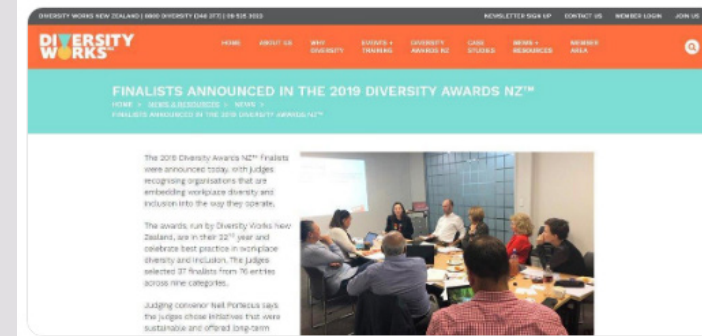 DIVERSITY WORKS NEW ZEALAND | 0800 DIVERSITY (348 377) | 09 525 3033
NEWSLETTER SIGN UP CONTACT US MEMBER LOGIN JOIN US
DIVERSITY
WORKS
HOME ABOUT US WHY DIVERSITY EVENTS + TRAINING DIVERSITY AWARDS NZ CASE STUDIES NEWS + RESOURCES MEMBER AREA
FINALISTS ANNOUNCED IN THE 2019 DIVERSITY AWARDS NZ™
HOME > NEWS & RESOURCES > NEWS >
FINALISTS ANNOUNCED IN THE 2019 DIVERSITY AWARDS NZ™
The 2019 Diversity Awards NZ™ finalists
were announced today, with judges
recognising organisations that are
embedding workplace diversity and
inclusion into the way they operate.
The awards, run by Diversity Works New
Zealand, are in their 22nd year and
celebrate best practice in workplace
diversity and inclusion. The judges
selected 37 finalists from 76 entries
across nine categories.
Judging convenor Neil Porteous says
the judges chose initiatives that were
sustainable and offered long-term